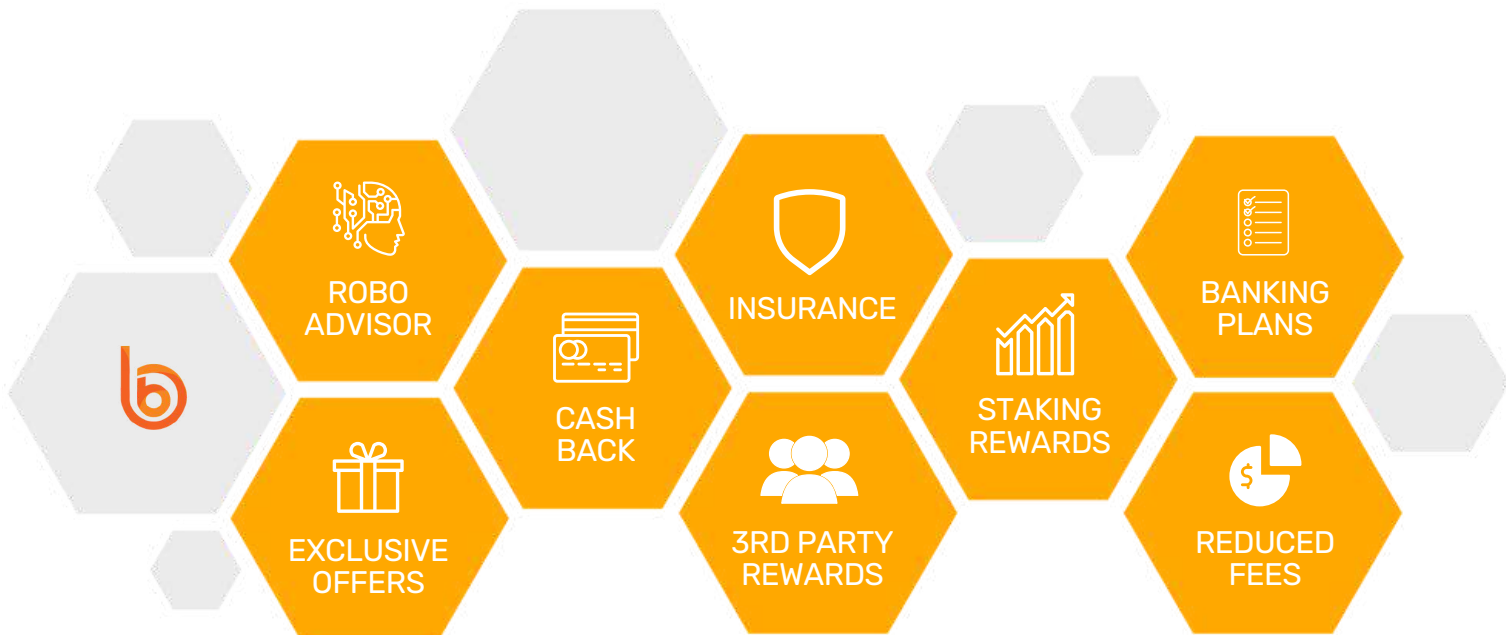 ROBO
ADVISOR
EXCLUSIVE
OFFERS
CASH
BACK
INSURANCE
3RD PARTY
REWARDS
STAKING
REWARDS
BANKING
PLANS
REDUCED
FEES
$
b